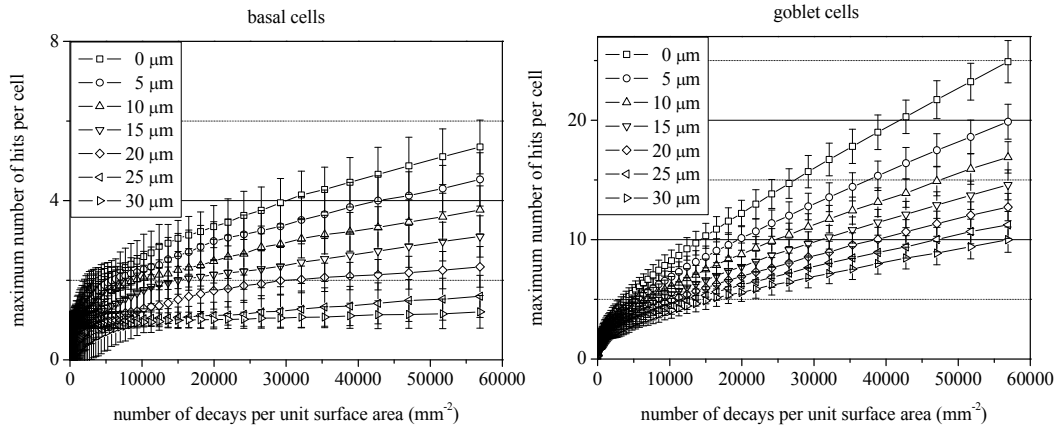 basal cells
maximum number of hits per cell
8
4
0
0 μm
5 μm
10 μm
15 μm
20 μm
25 μm
30 μm
0 10000 20000 30000 40000 50000 60000
number of decays per unit surface area (mm⁻²)
goblet cells
maximum number of hits per cell
20
10
0
0 μm
5 μm
10 μm
15 μm
20 μm
25 μm
30 μm
0 10000 20000 30000 40000 50000 60000
number of decays per unit surface area (mm⁻²)